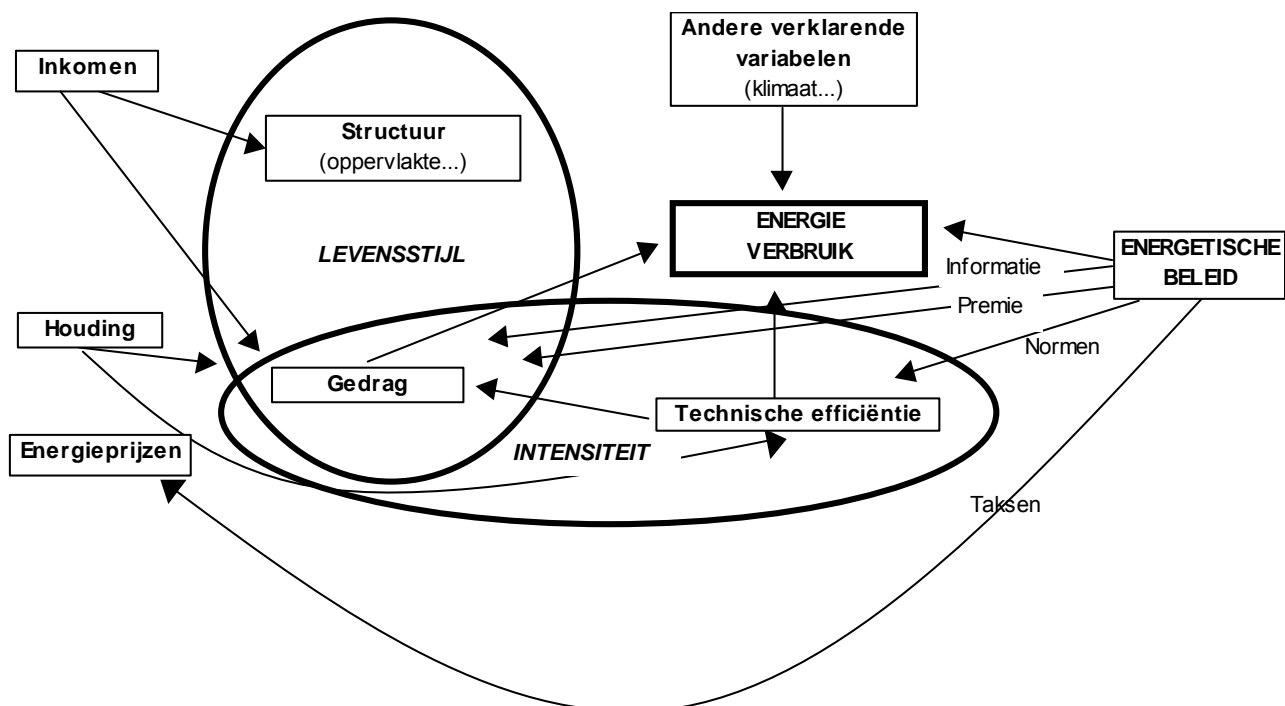 Andere verklarende
variabelen
(klimaat...)
Inkomen
Structuur
(oppervlakte...)
ENERGIE
VERBRUIK
LEVENSSTIJL
ENERGETISCHE
BELEID
Informatie
Premie
Houding
Normen
Gedrag
Technische efficiëntie
Energieprijzen
INTENSITEIT
Taksen